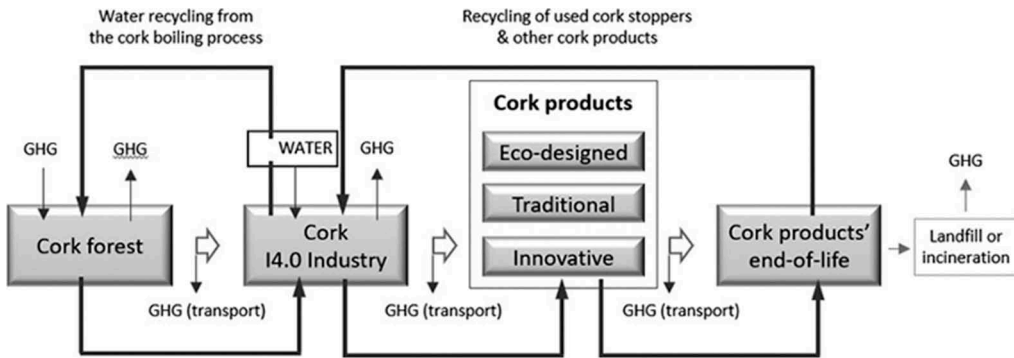 Water recycling from
the cork boiling process
Recycling of used cork stoppers
& other cork products
Cork products
GHG
GHG
WATER
GHG
Eco-designed
Traditional
Innovative
GHG
Cork forest
Cork
I4.0 Industry
Cork products’
end-of-life
Landfill or
incineration
GHG (transport)
GHG (transport)
GHG (transport)